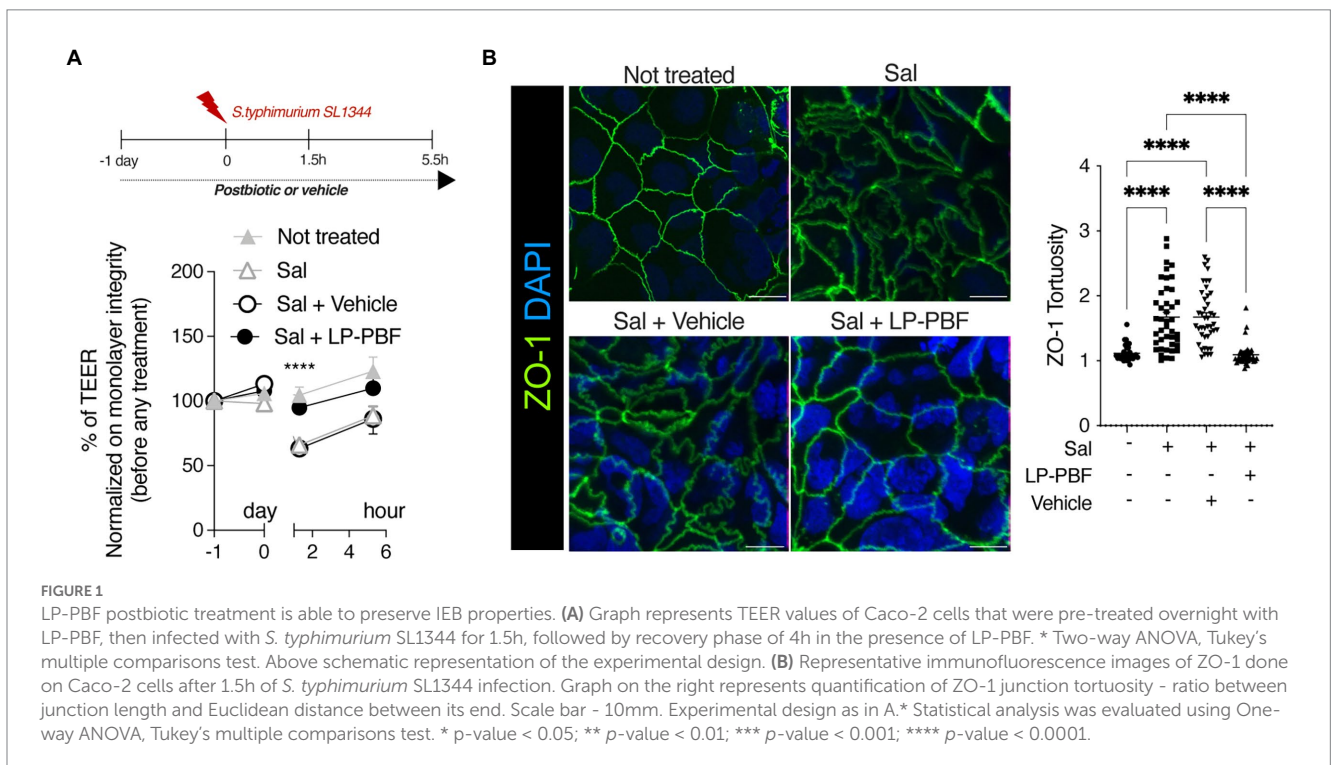 A
S.typhimurium SL1344
-1 day
0
1.5h
5.5h
Postbiotic or vehicle
Not treated
Sal
Sal + Vehicle
Sal + LP-PBF
% of TEER
Normalized on monolayer integrity
(before any treatment)
200
150
100
50
0
****
day
hour
-1
0
2
4
6
B
ZO-1 DAPI
Not treated
Sal
Sal + Vehicle
Sal + LP-PBF
****
****
****
****
ZO-1 Tortuosity
4
3
2
1
0
Sal - + + +
LP-PBF - - - +
Vehicle - - + -
FIGURE 1
LP-PBF postbiotic treatment is able to preserve IEB properties. (A) Graph represents TEER values of Caco-2 cells that were pre-treated overnight with
LP-PBF, then infected with S. typhimurium SL1344 for 1.5h, followed by recovery phase of 4h in the presence of LP-PBF. * Two-way ANOVA, Tukey's
multiple comparisons test. Above schematic representation of the experimental design. (B) Representative immunofluorescence images of ZO-1 done
on Caco-2 cells after 1.5h of S. typhimurium SL1344 infection. Graph on the right represents quantification of ZO-1 junction tortuosity - ratio between
junction length and Euclidean distance between its end. Scale bar - 10mm. Experimental design as in A.* Statistical analysis was evaluated using One-
way ANOVA, Tukey's multiple comparisons test. * p-value < 0.05; ** p-value < 0.01; *** p-value < 0.001; **** p-value < 0.0001.